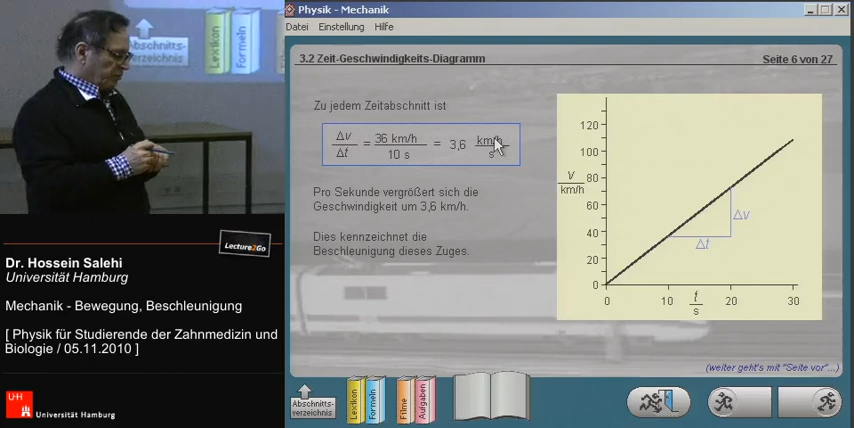 Abschnitts-
verzeichnis
Lexikon
Formeln
Lecture2Go
Dr. Hossein Salehi
Universität Hamburg
Mechanik - Bewegung, Beschleunigung
[ Physik für Studierende der Zahnmedizin und
Biologie / 05.11.2010 ]
UHH
Universität Hamburg
Physik - Mechanik
Datei Einstellung Hilfe
3.2 Zeit-Geschwindigkeits-Diagramm
Seite 6 von 27
Zu jedem Zeitabschnitt ist
Δv / Δt = 36 km/h / 10 s = 3,6 km/h / s
Pro Sekunde vergrößert sich die
Geschwindigkeit um 3,6 km/h.
Dies kennzeichnet die
Beschleunigung dieses Zuges.
120
100
80
60
40
20
0
v / km/h
Δv
Δt
0 10 20 30
t / s
(weiter geht's mit "Seite vor"...)
Abschnitts-
verzeichnis
Lexikon
Formeln
Filme
Aufgaben